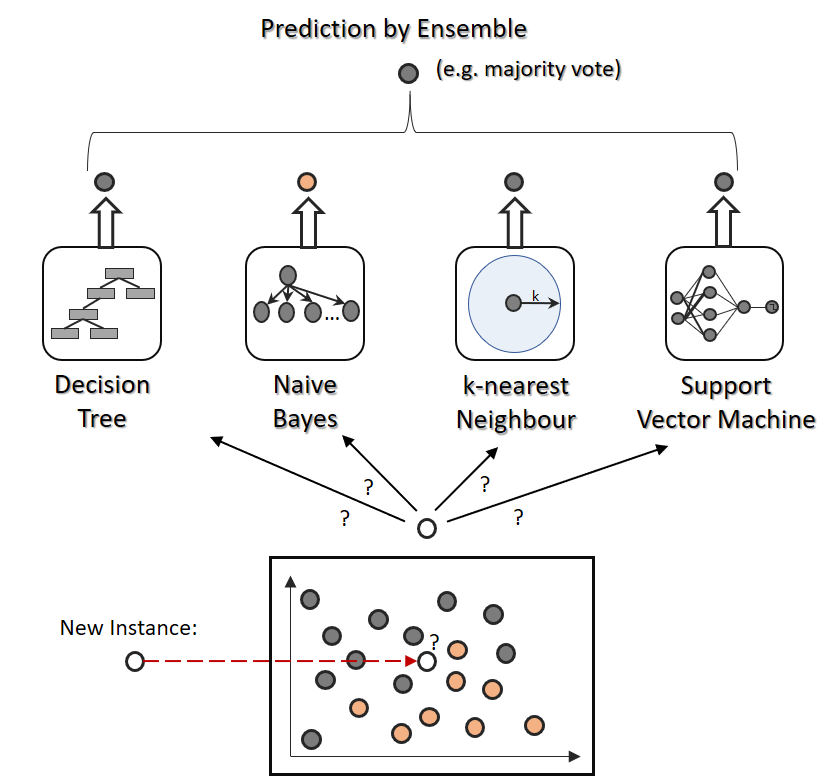 Prediction by Ensemble
(e.g. majority vote)
k
...
Decision
Tree
Naive
Bayes
k-nearest
Neighbour
Support
Vector Machine
?
?
?
?
New Instance:
?